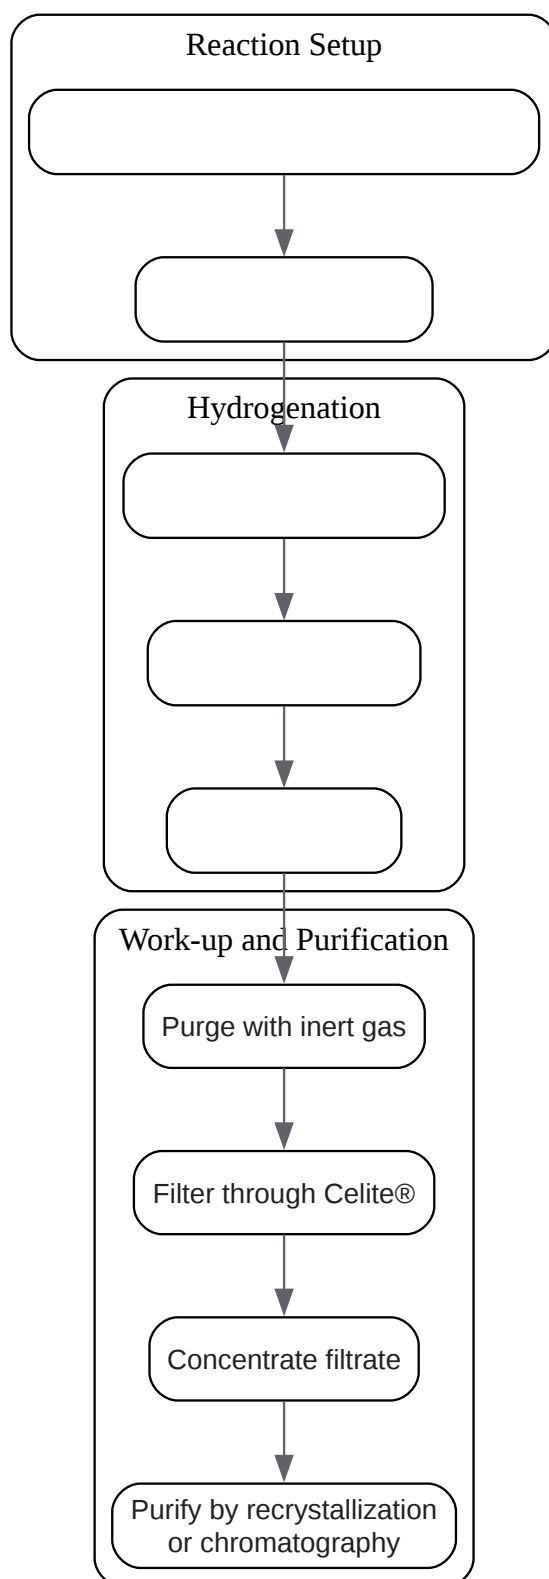 Reaction Setup
Hydrogenation
Work-up and Purification
Purge with inert gas
Filter through Celite®
Concentrate filtrate
Purify by recrystallization
or chromatography